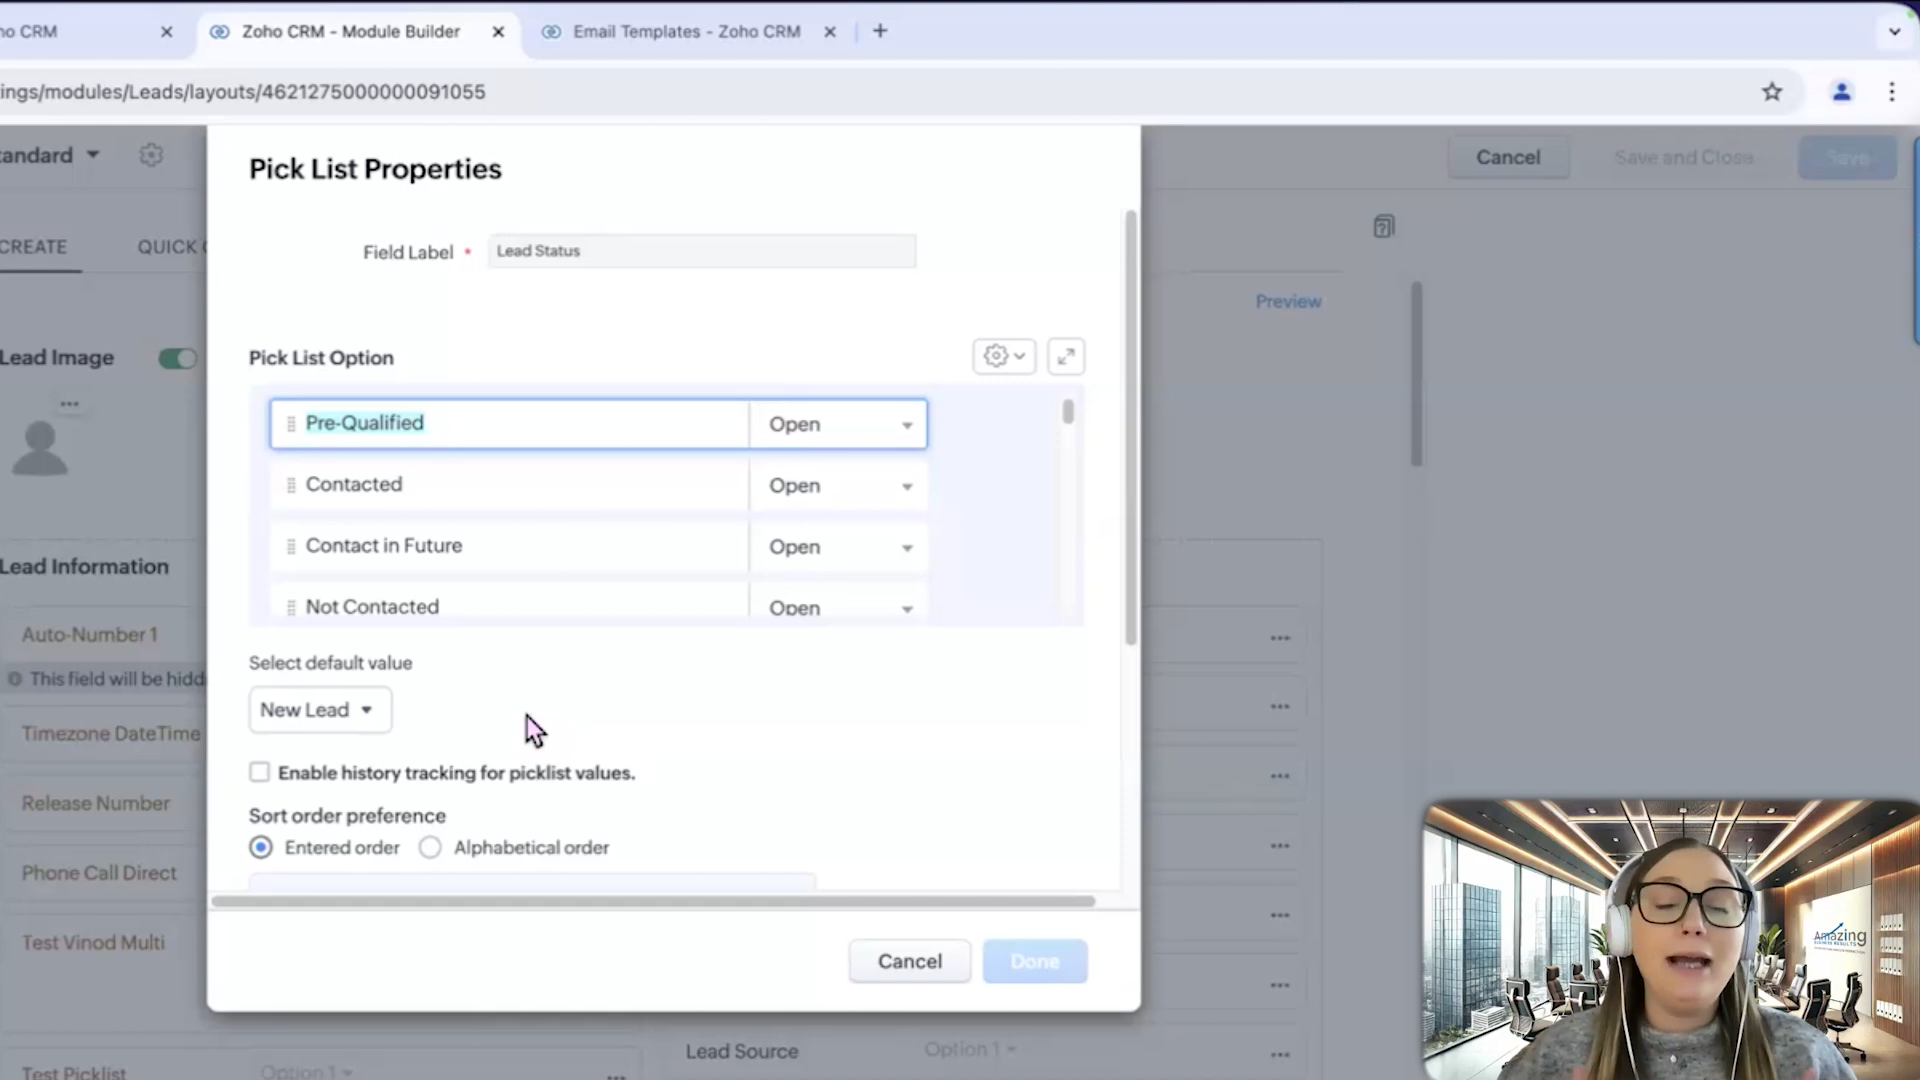 ho CRM
Zoho CRM - Module Builder
Email Templates - Zoho CRM
ings/modules/Leads/layouts/4621275000000091055
tandard
Cancel
Save and Close
Save
Pick List Properties
CREATE
QUICK C
Field Label * Lead Status
Preview
Lead Image
Pick List Option
Pre-Qualified Open
Contacted Open
Contact in Future Open
Not Contacted Open
Lead Information
Auto-Number 1
This field will be hidd
Select default value
New Lead
Timezone DateTime
Enable history tracking for picklist values.
Release Number
Sort order preference
Entered order Alphabetical order
Phone Call Direct
Test Vinod Multi
Cancel Done
Amazing
BUSINESS RESULTS
Lead Source Option 1
Test Picklist Option 1